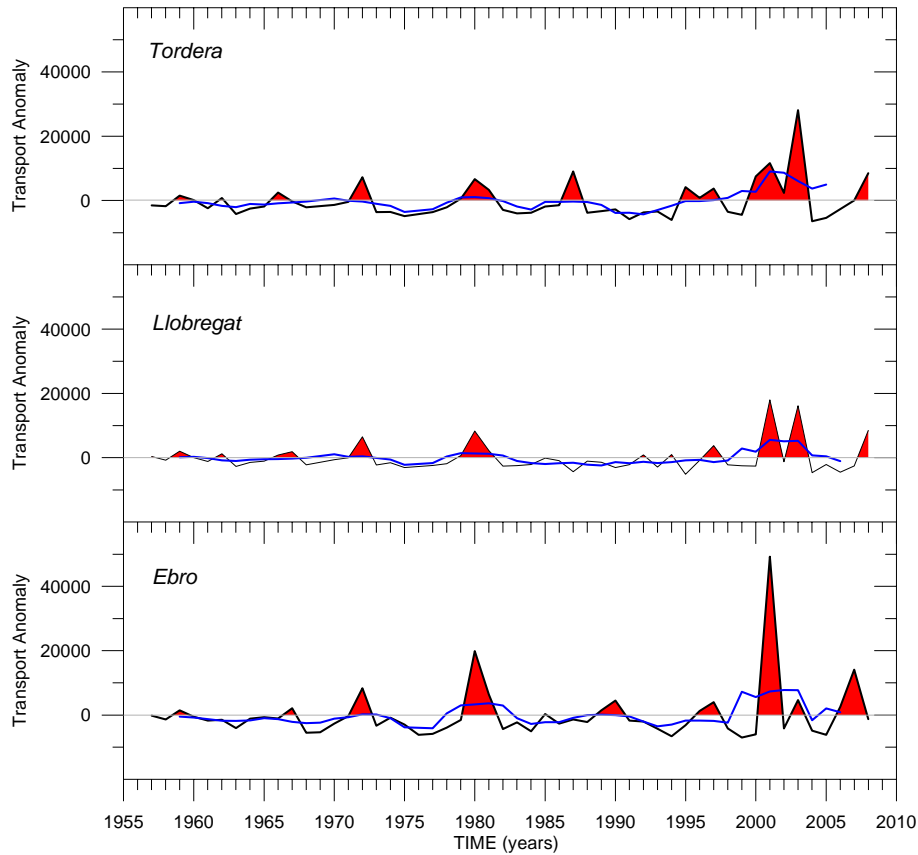 Tordera
Transport Anomaly
40000
20000
0
Llobregat
Transport Anomaly
40000
20000
0
Ebro
Transport Anomaly
40000
20000
0
1955 1960 1965 1970 1975 1980 1985 1990 1995 2000 2005 2010
TIME (years)